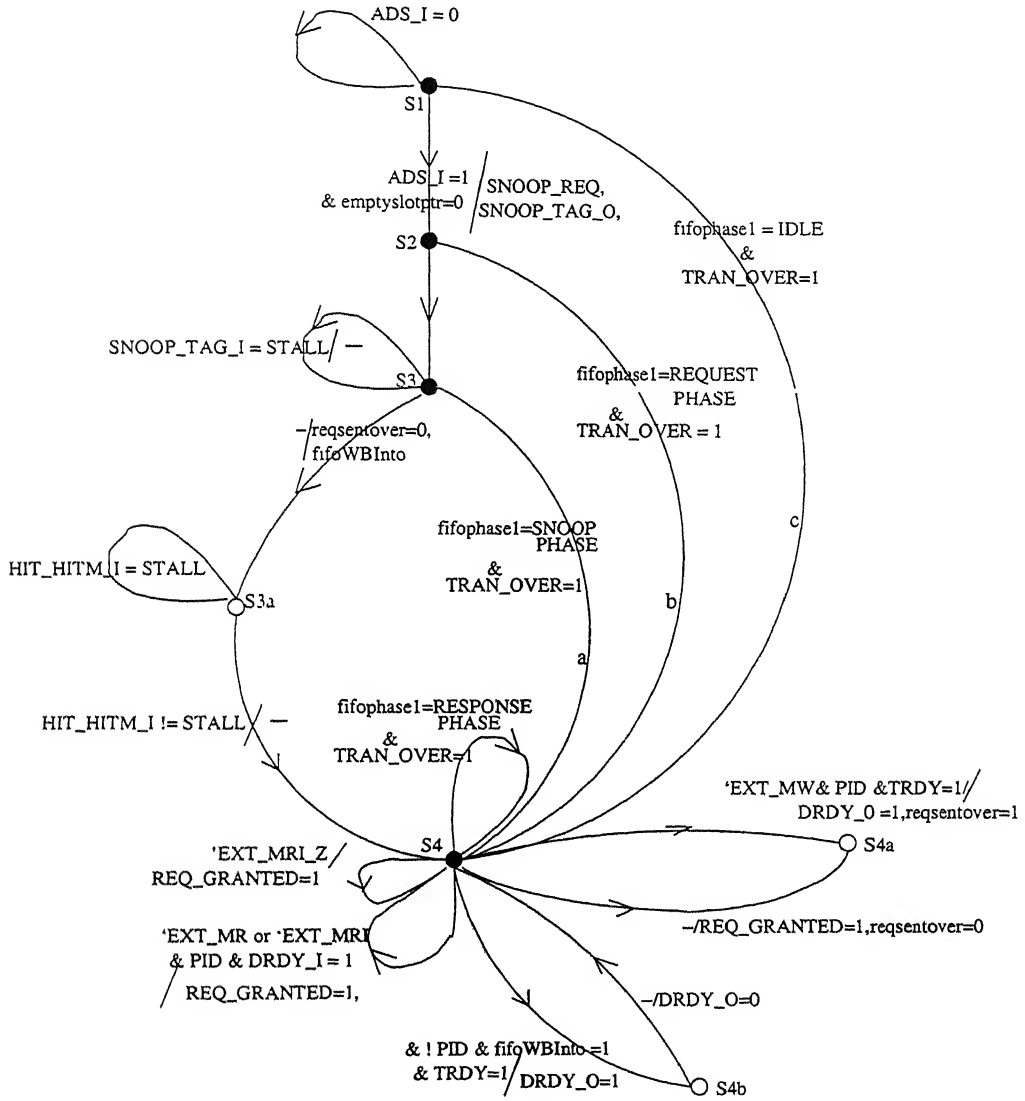 ADS_I = 0
S1
ADS_I =1
& emptyslotptr=0
SNOOP_REQ,
SNOOP_TAG_O,
S2
fifophase1 = IDLE
&
TRAN_OVER=1
SNOOP_TAG_I = STALL / –
S3
fifophase1=REQUEST
PHASE
&
TRAN_OVER = 1
–/reqsentover=0,
fifoWBInto
fifophase1=SNOOP
PHASE
&
TRAN_OVER=1
c
HIT_HITM_I = STALL
S3a
b
a
HIT_HITM_I != STALL / –
fifophase1=RESPONSE
PHASE
&
TRAN_OVER=1
'EXT_MW& PID &TRDY=1//
DRDY_0 =1,reqsentover=1
S4
S4a
'EXT_MRI_Z /
REQ_GRANTED=1
–/REQ_GRANTED=1,reqsentover=0
'EXT_MR or 'EXT_MRI
& PID & DRDY_I = 1
/ REQ_GRANTED=1,
–/DRDY_O=0
& ! PID & fifoWBInto =1
& TRDY=1 / DRDY_O=1
S4b